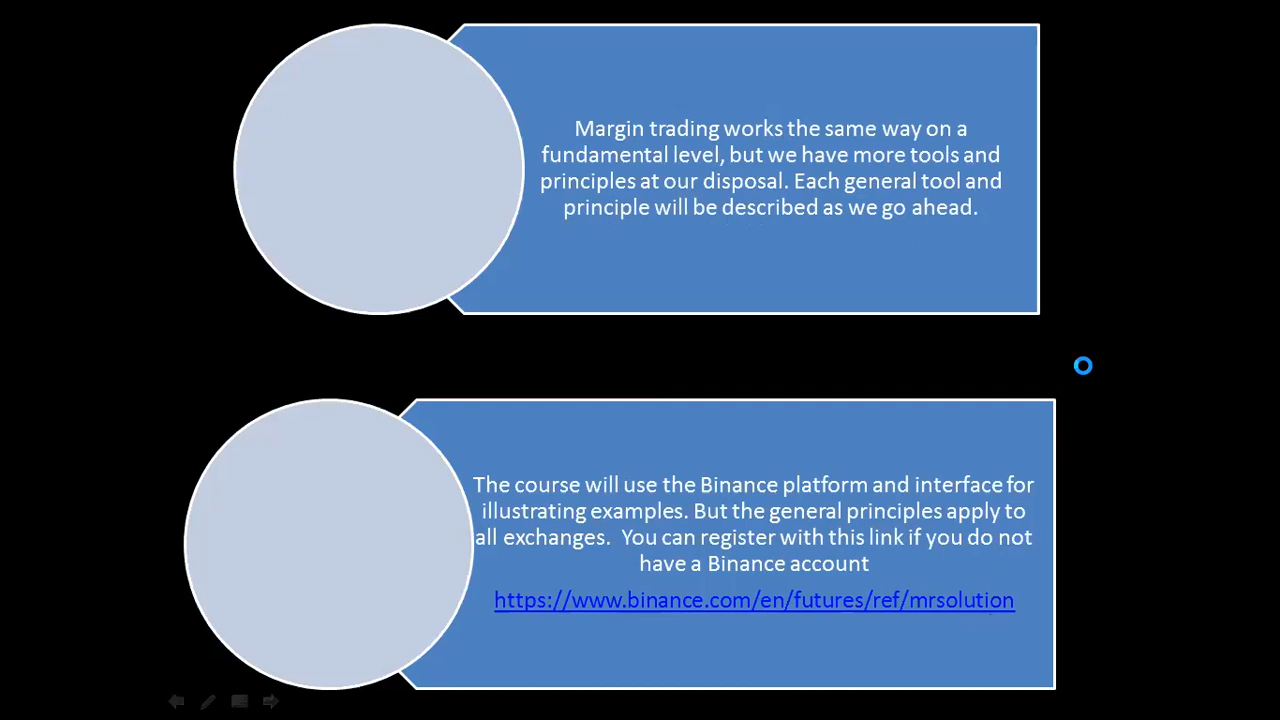 Margin trading works the same way on a
fundamental level, but we have more tools and
principles at our disposal. Each general tool and
principle will be described as we go ahead.
The course will use the Binance platform and interface for
illustrating examples. But the general principles apply to
all exchanges.  You can register with this link if you do not
have a Binance account
https://www.binance.com/en/futures/ref/mrsolution